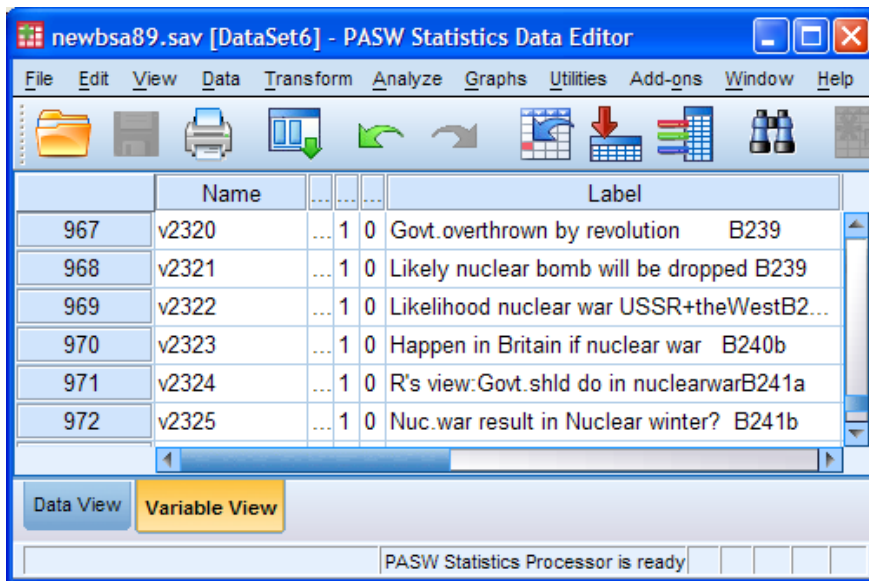 newbsa89.sav [DataSet6] - PASW Statistics Data Editor
File Edit View Data Transform Analyze Graphs Utilities Add-ons Window Help
Name ... ... ... Label
967 v2320 ... 1 0 Govt.overthrown by revolution B239
968 v2321 ... 1 0 Likely nuclear bomb will be dropped B239
969 v2322 ... 1 0 Likelihood nuclear war USSR+theWestB2...
970 v2323 ... 1 0 Happen in Britain if nuclear war B240b
971 v2324 ... 1 0 R's view:Govt.shld do in nuclearwarB241a
972 v2325 ... 1 0 Nuc.war result in Nuclear winter? B241b
Data View Variable View
PASW Statistics Processor is ready